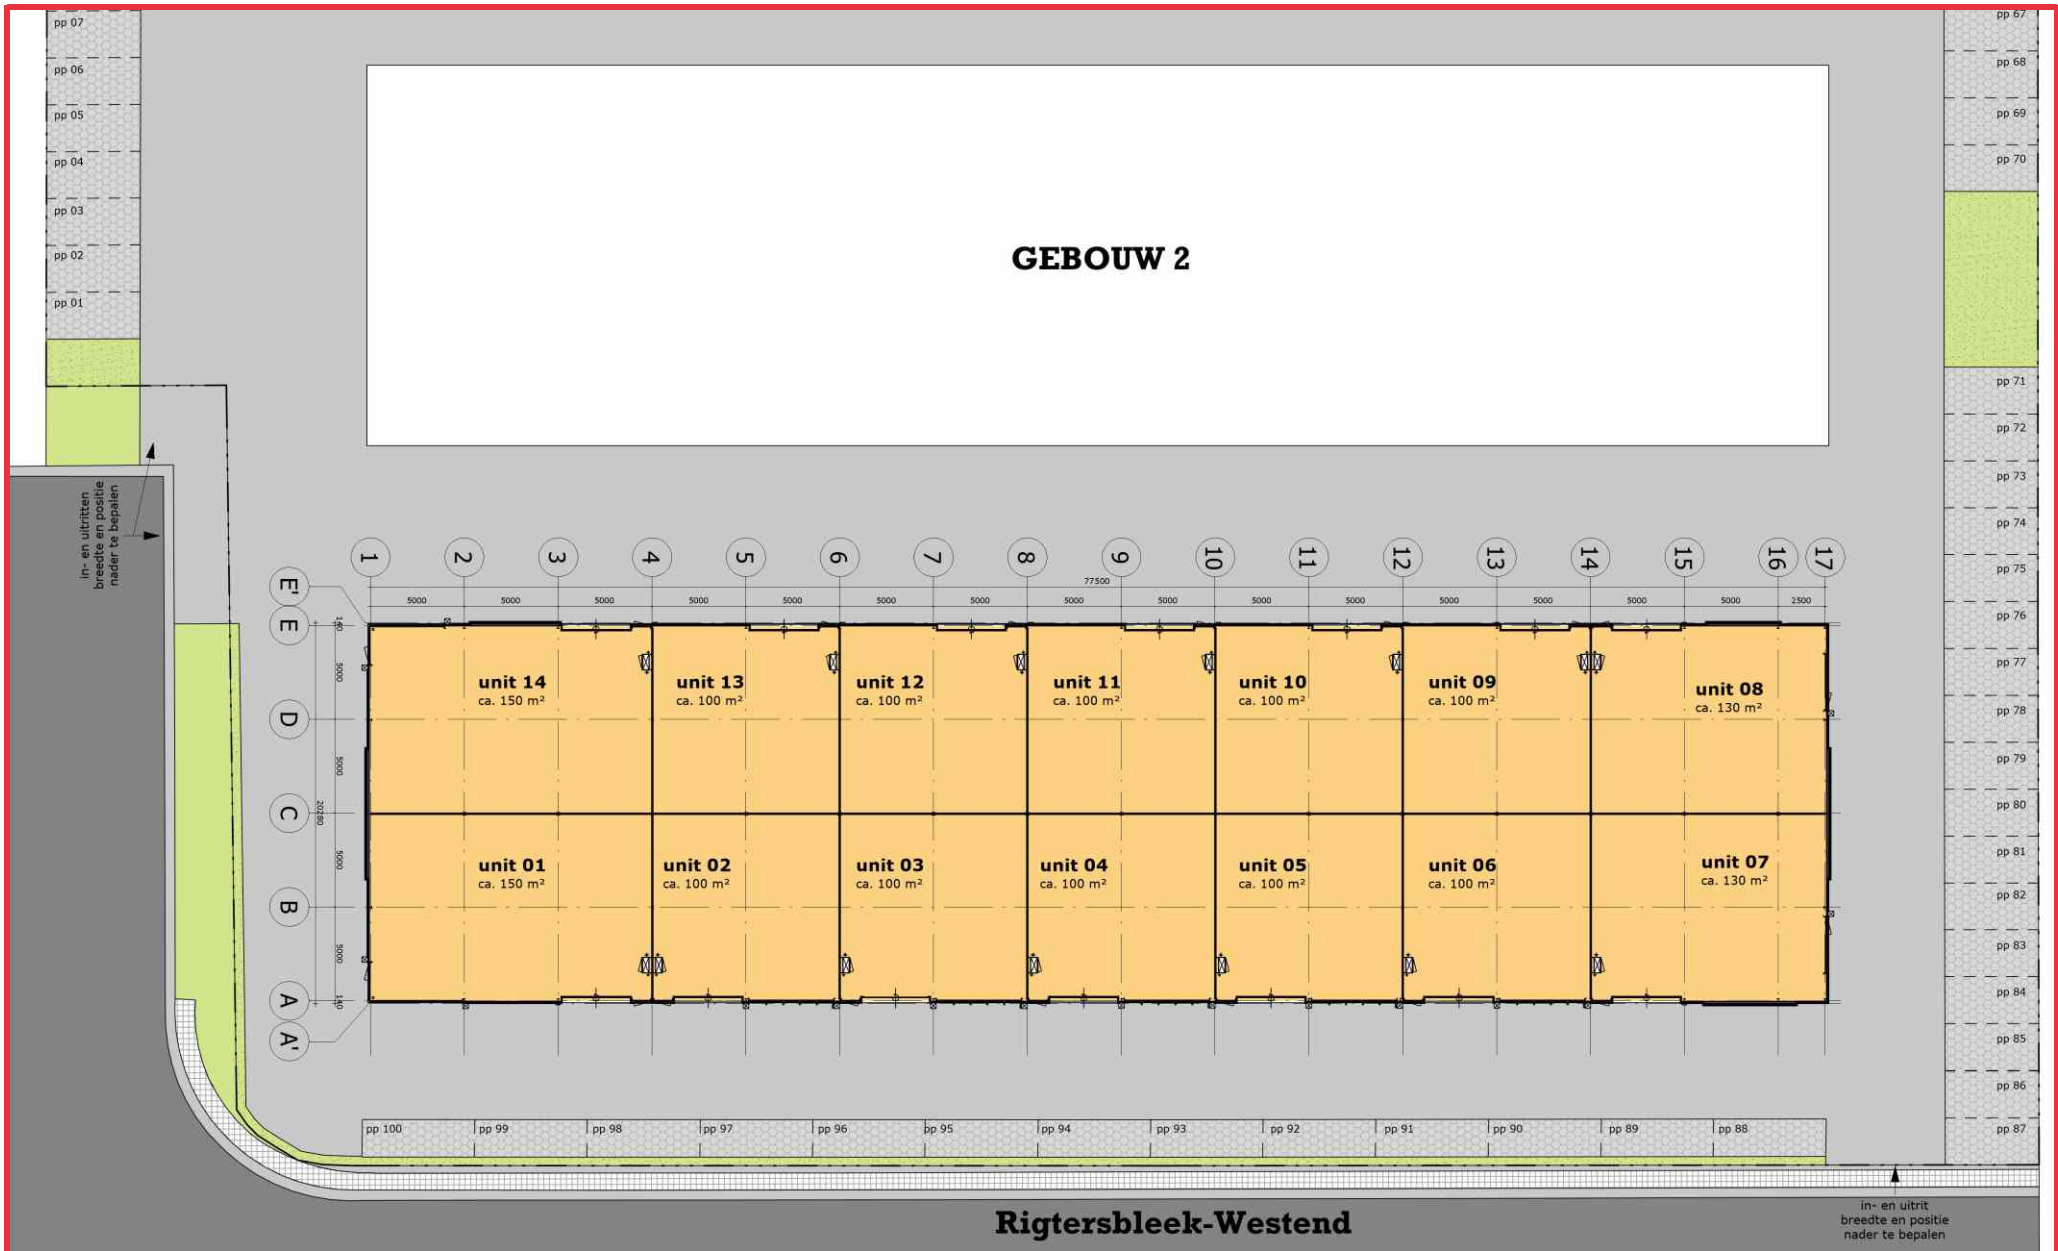 pp 07
pp 06
pp 05
pp 04
pp 03
pp 02
pp 01
pp 67
pp 68
pp 69
pp 70
GEBOUW 2
in- en uitritten
breedte en positie
nader te bepalen
pp 71
pp 72
pp 73
pp 74
pp 75
pp 76
pp 77
pp 78
pp 79
pp 80
pp 81
pp 82
pp 83
pp 84
pp 85
pp 86
pp 87
1 2 3 4 5 6 7 8 9 10 11 12 13 14 15 16 17
77500
5000 5000 5000 5000 5000 5000 5000 5000 5000 5000 5000 5000 5000 5000 5000 2500
E'
E
D
C
B
A
A'
140
5000
5000
20280
5000
5000
140
unit 14
ca. 150 m²
unit 13
ca. 100 m²
unit 12
ca. 100 m²
unit 11
ca. 100 m²
unit 10
ca. 100 m²
unit 09
ca. 100 m²
unit 08
ca. 130 m²
unit 01
ca. 150 m²
unit 02
ca. 100 m²
unit 03
ca. 100 m²
unit 04
ca. 100 m²
unit 05
ca. 100 m²
unit 06
ca. 100 m²
unit 07
ca. 130 m²
pp 100 pp 99 pp 98 pp 97 pp 96 pp 95 pp 94 pp 93 pp 92 pp 91 pp 90 pp 89 pp 88
Rigtersbleek-Westend
in- en uitrit
breedte en positie
nader te bepalen